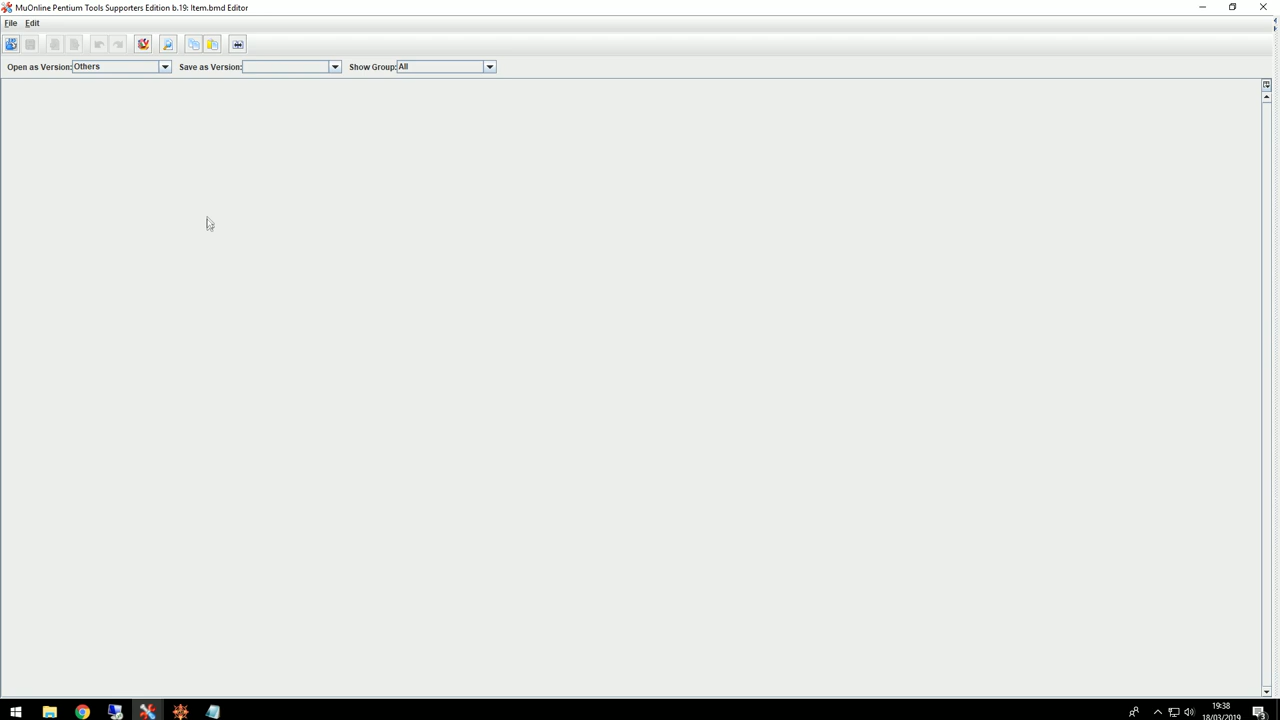 MuOnline Pentium Tools Supporters Edition b.19: Item.bmd Editor
File Edit
Open as Version: Others Save as Version: Show Group: All
19:38
18/03/2019